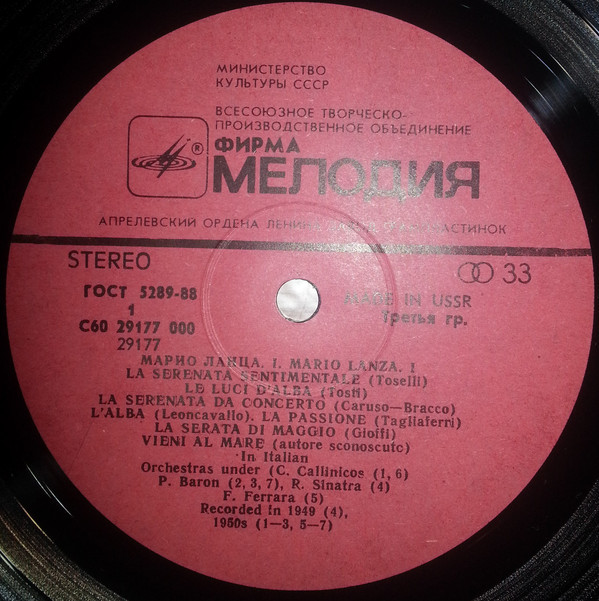 МИНИСТЕРСТВО
КУЛЬТУРЫ СССР
ВСЕСОЮЗНОЕ ТВОРЧЕСКО-
ПРОИЗВОДСТВЕННОЕ ОБЪЕДИНЕНИЕ
®
ФИРМА
МЕЛОДИЯ
АПРЕЛЕВСКИЙ ОРДЕНА ЛЕНИНА ЗАВОД ГРАМПЛАСТИНОК
STEREO
33
ГОСТ 5289-88
1
С60 29177 000
29177
MADE IN USSR
Третья гр.
МАРИО ЛАНЦА. I. MARIO LANZA. I
LA SERENATA SENTIMENTALE (Toselli)
LE LUCI D'ALBA (Tosti)
LA SERENATA DA CONCERTO (Caruso—Bracco)
L'ALBA (Leoncavallo). LA PASSIONE (Tagliaferri)
LA SERATA DI MAGGIO (Gioffi)
VIENI AL MARE (autore sconoscute)
In Italian
Orchestras under (C. Callinicos (1, 6)
P. Baron (2, 3, 7), R. Sinatra (4)
F. Ferrara (5)
Recorded in 1949 (4),
1950s (1—3, 5—7)